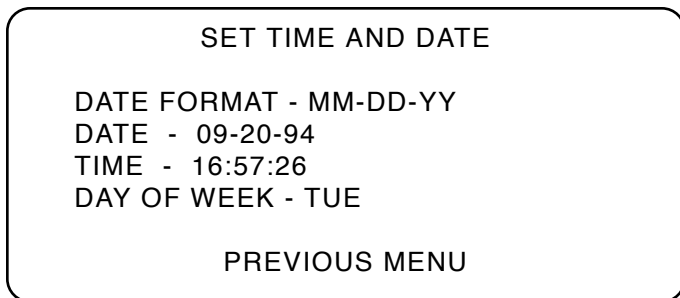 SET TIME AND DATE
DATE FORMAT - MM-DD-YY
DATE - 09-20-94
TIME - 16:57:26
DAY OF WEEK - TUE
PREVIOUS MENU